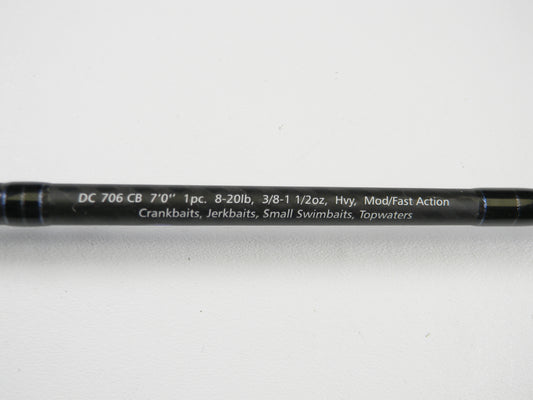 DC 706 CB 7'0" 1pc. 8-20lb, 3/8-1 1/2oz, Hvy, Mod/Fast Action
Crankbaits, Jerkbaits, Small Swimbaits, Topwaters